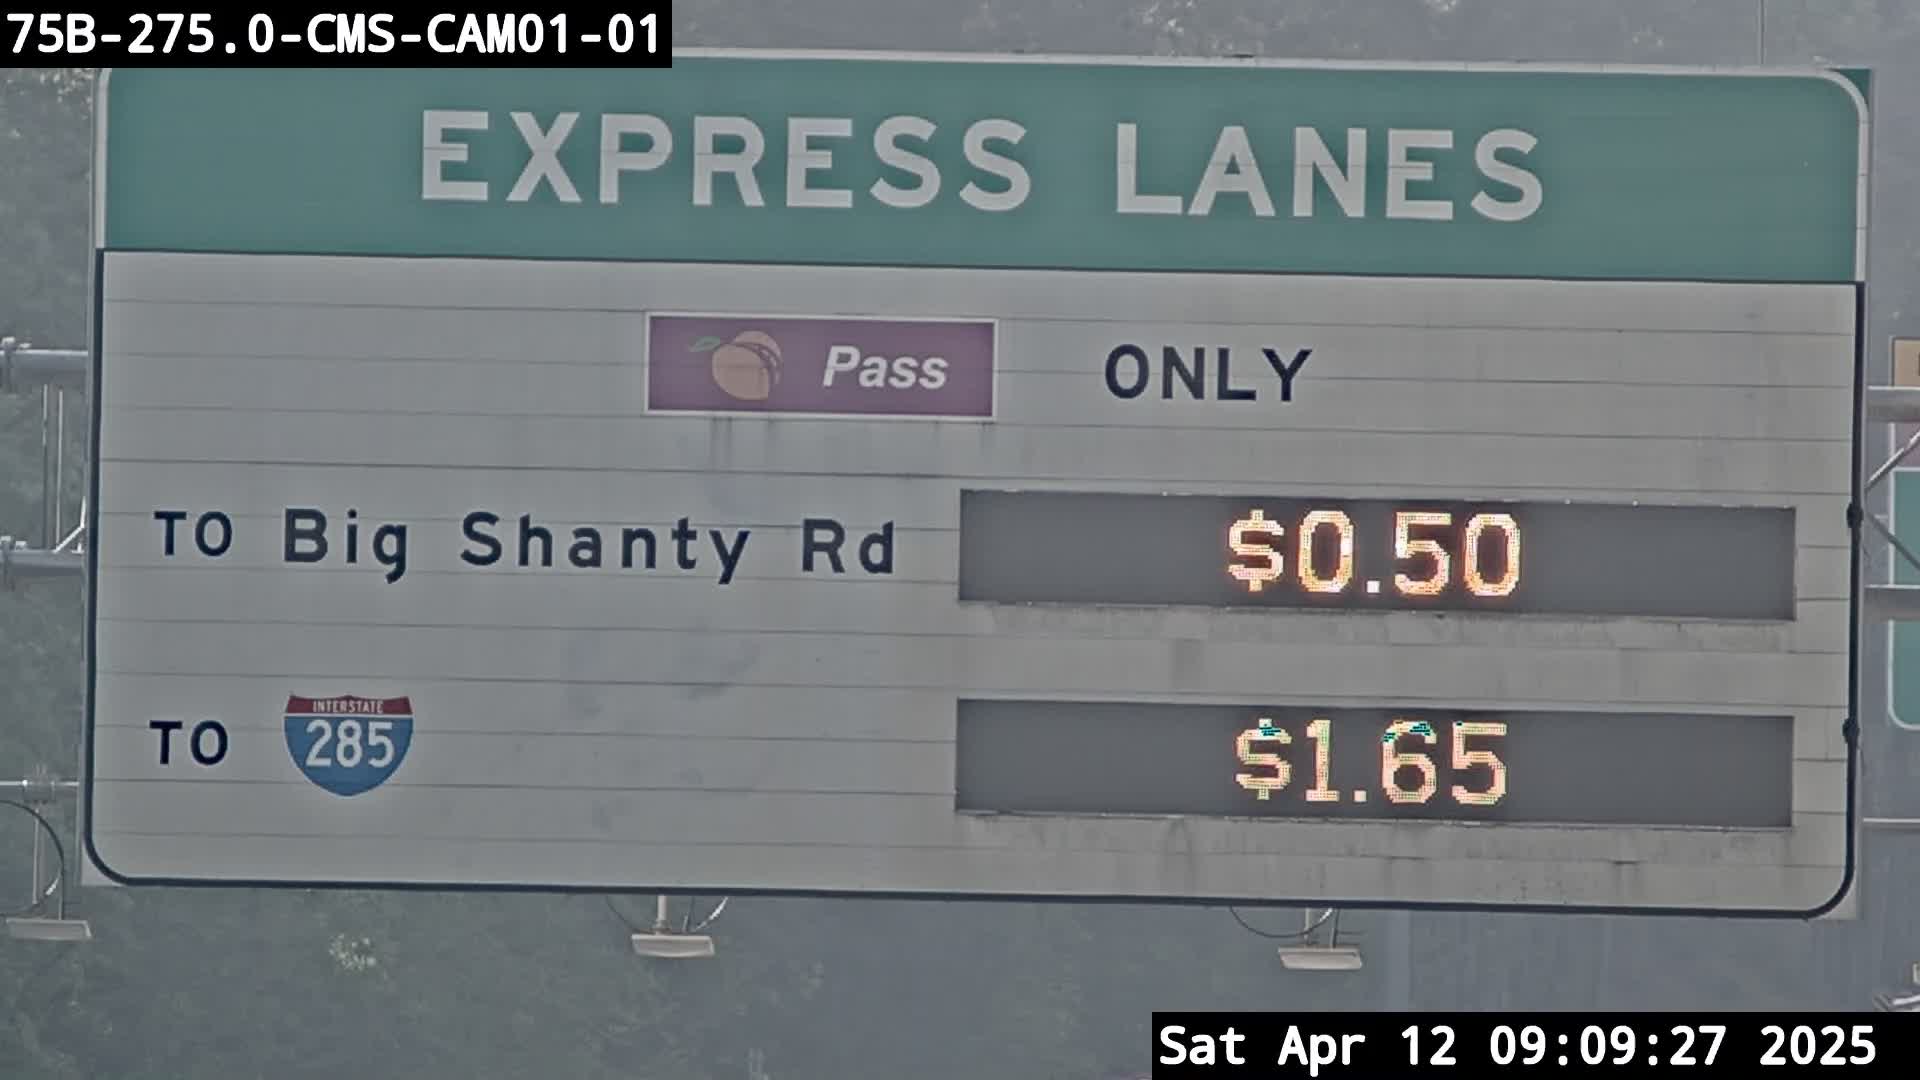 75B-275.0-CMS-CAM01-01
EXPRESS LANES
Pass ONLY
TO Big Shanty Rd $0.50
INTERSTATE
TO 285 $1.65
Sat Apr 12 09:09:27 2025